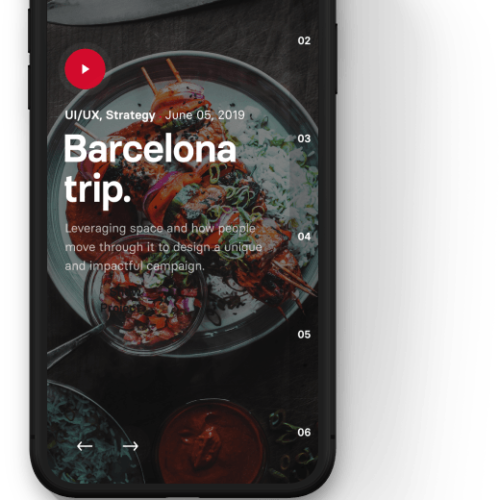 02
UI/UX, Strategy June 05, 2019
03
Barcelona
trip.
Leveraging space and how people
04
move through it to design a unique
and impactful campaign.
05
06